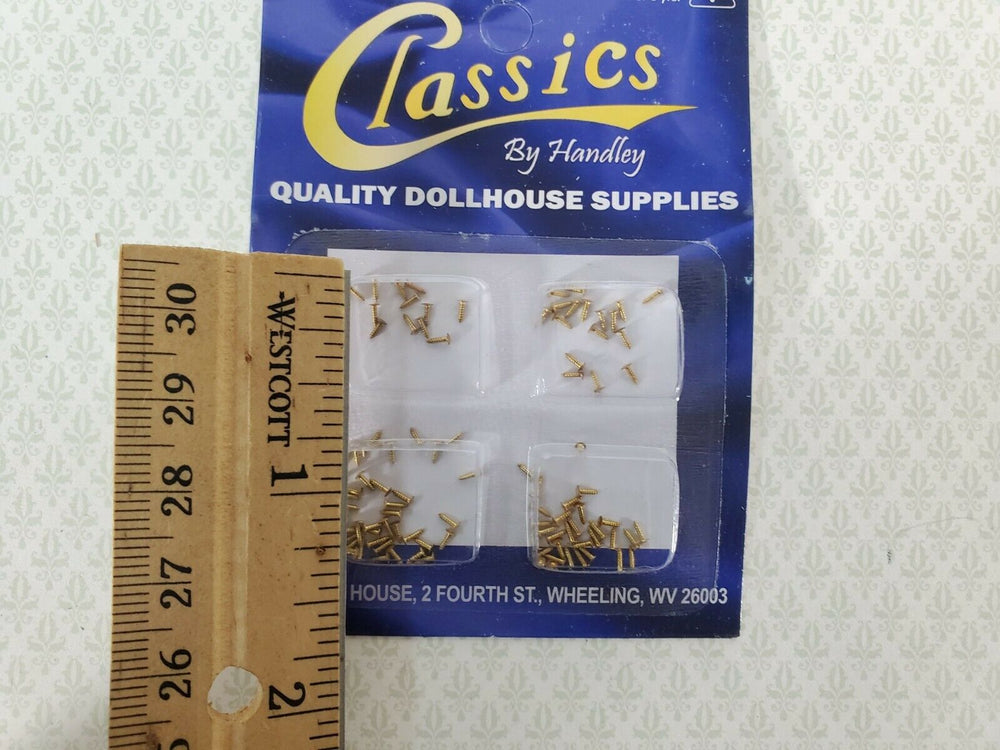 Classics
By Handley
QUALITY DOLLHOUSE SUPPLIES
HOUSE, 2 FOURTH ST., WHEELING, WV 26003
WESTCOTT
1
2
30
29
28
27
26